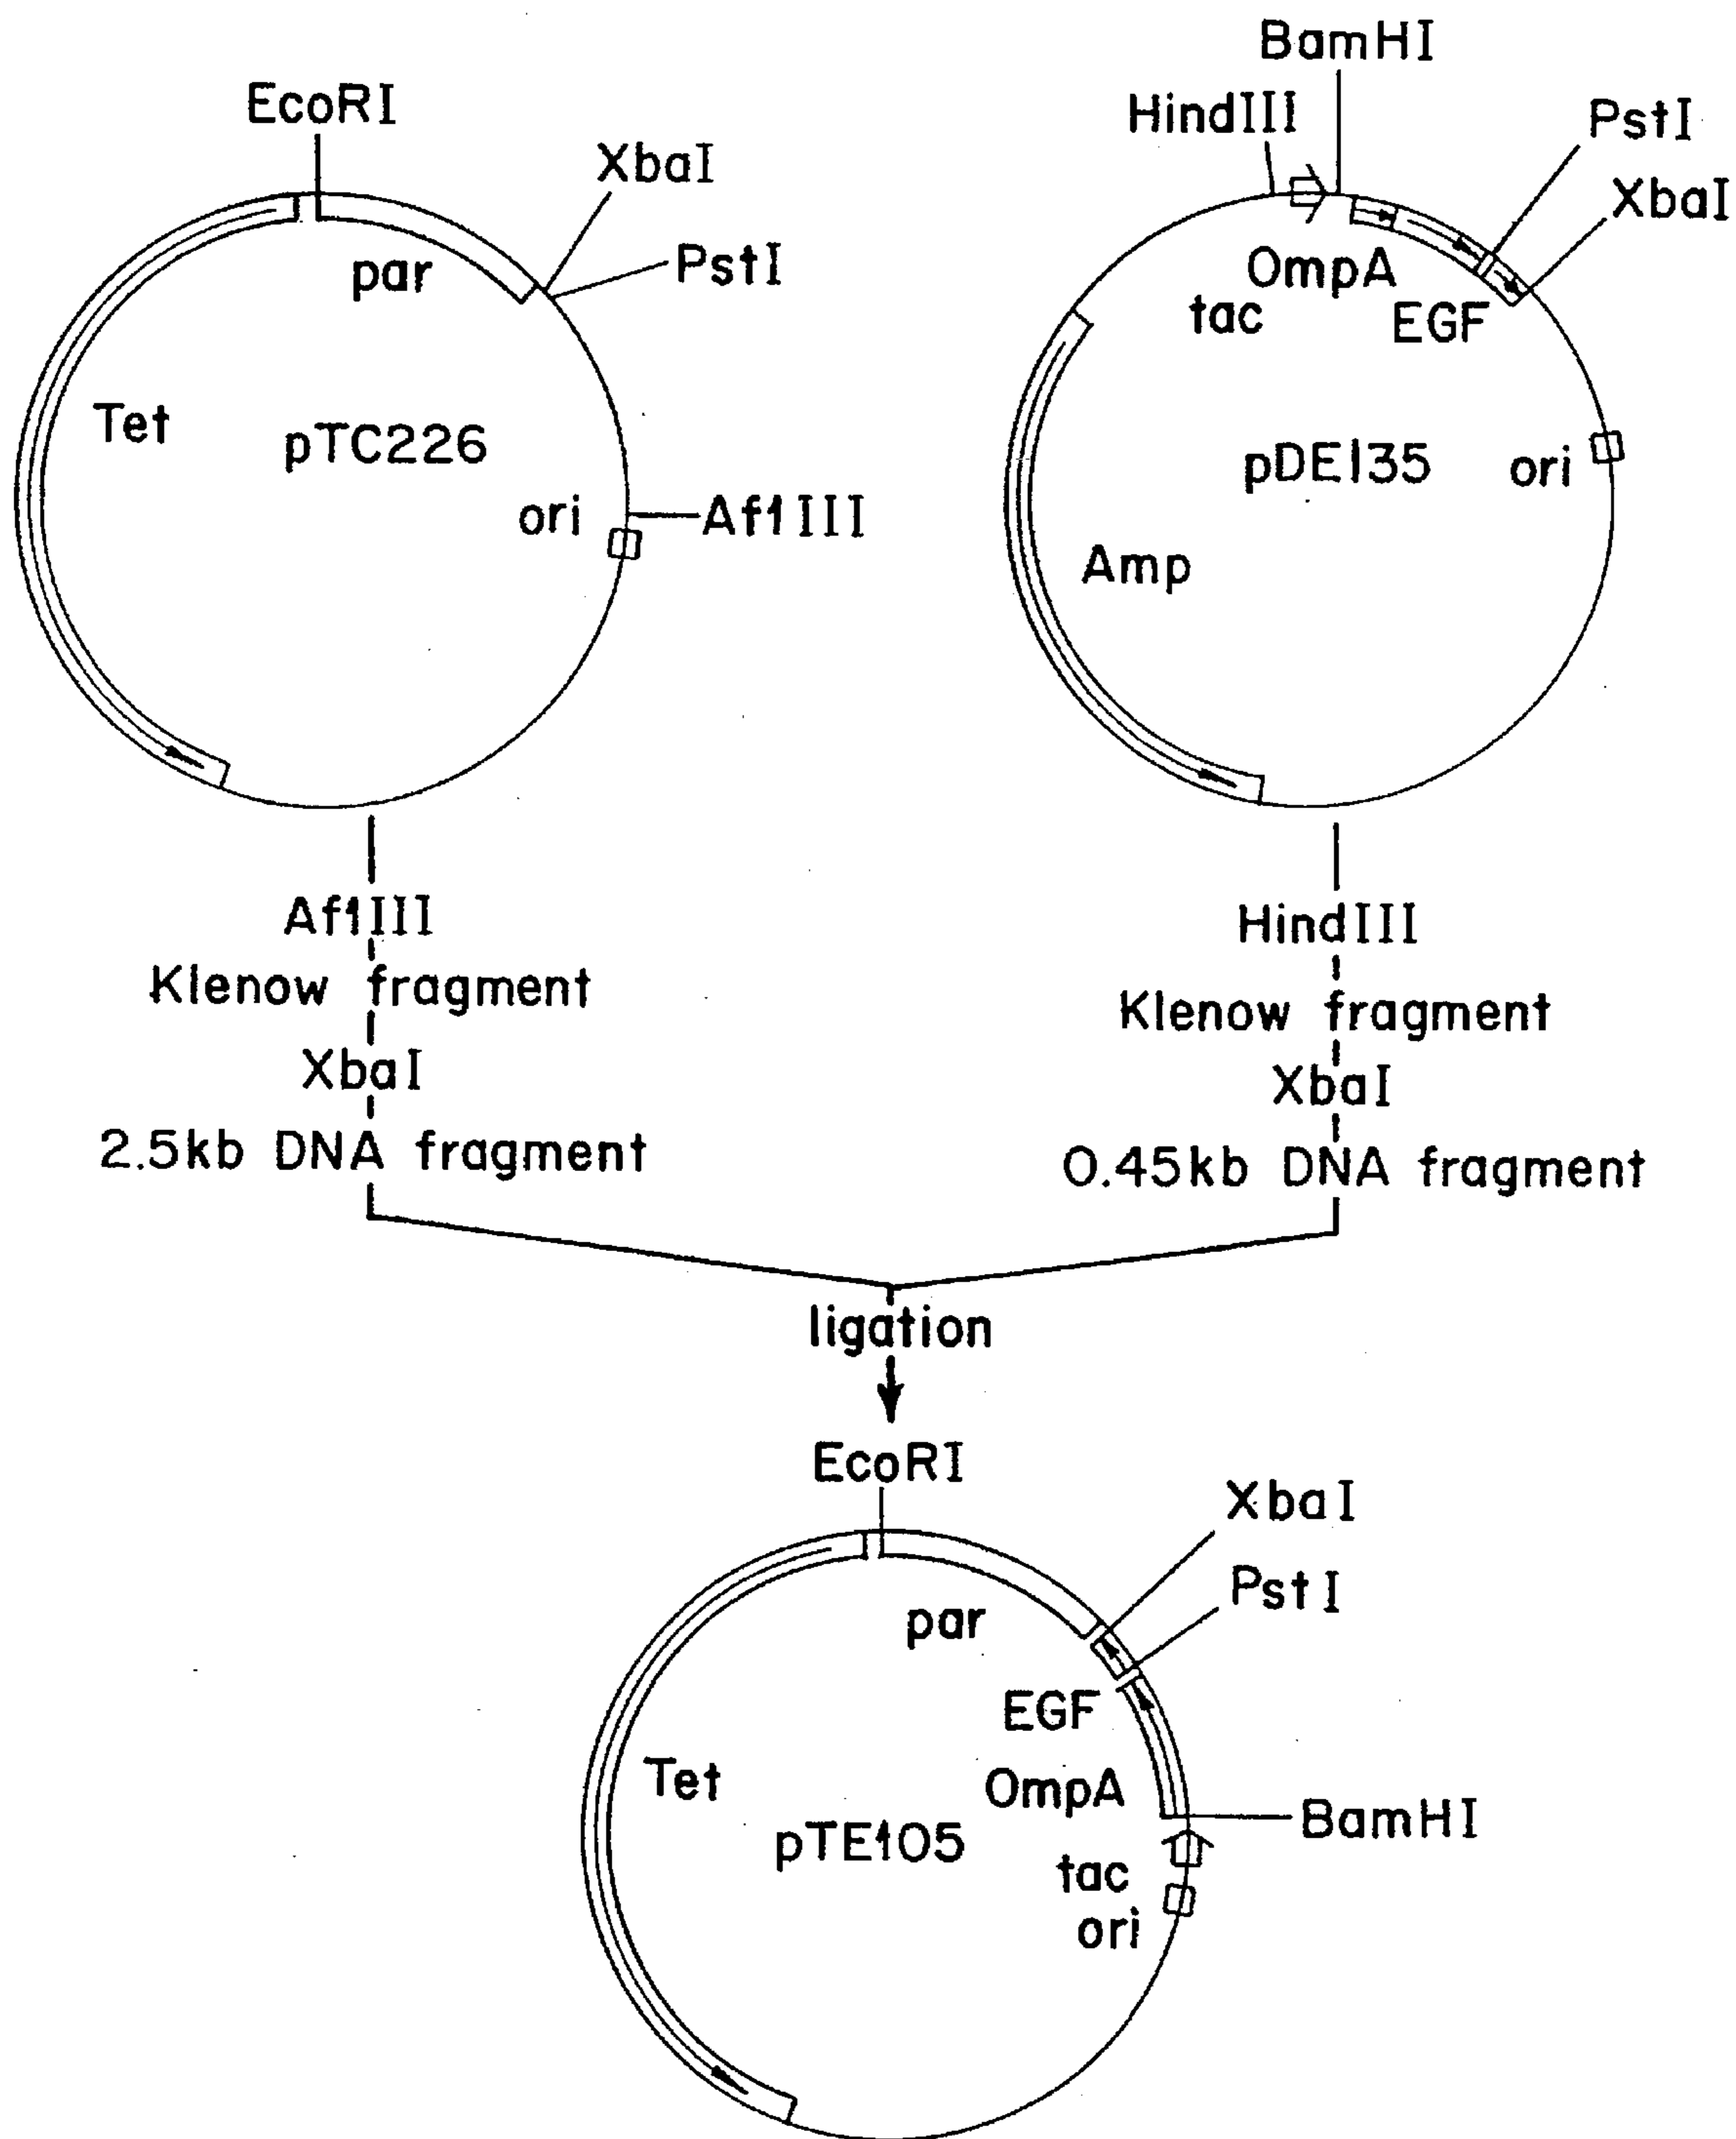 EcoRI
XbaI
PstI
par
Tet
pTC226
ori
Af1III
BamHI
HindIII
PstI
XbaI
OmpA
tac
EGF
pDE135
ori
Amp
Af1III
Klenow fragment
XbaI
2.5kb DNA fragment
HindIII
Klenow fragment
XbaI
0.45kb DNA fragment
ligation
EcoRI
XbaI
PstI
par
EGF
Tet
OmpA
pTE105
BamHI
tac
ori